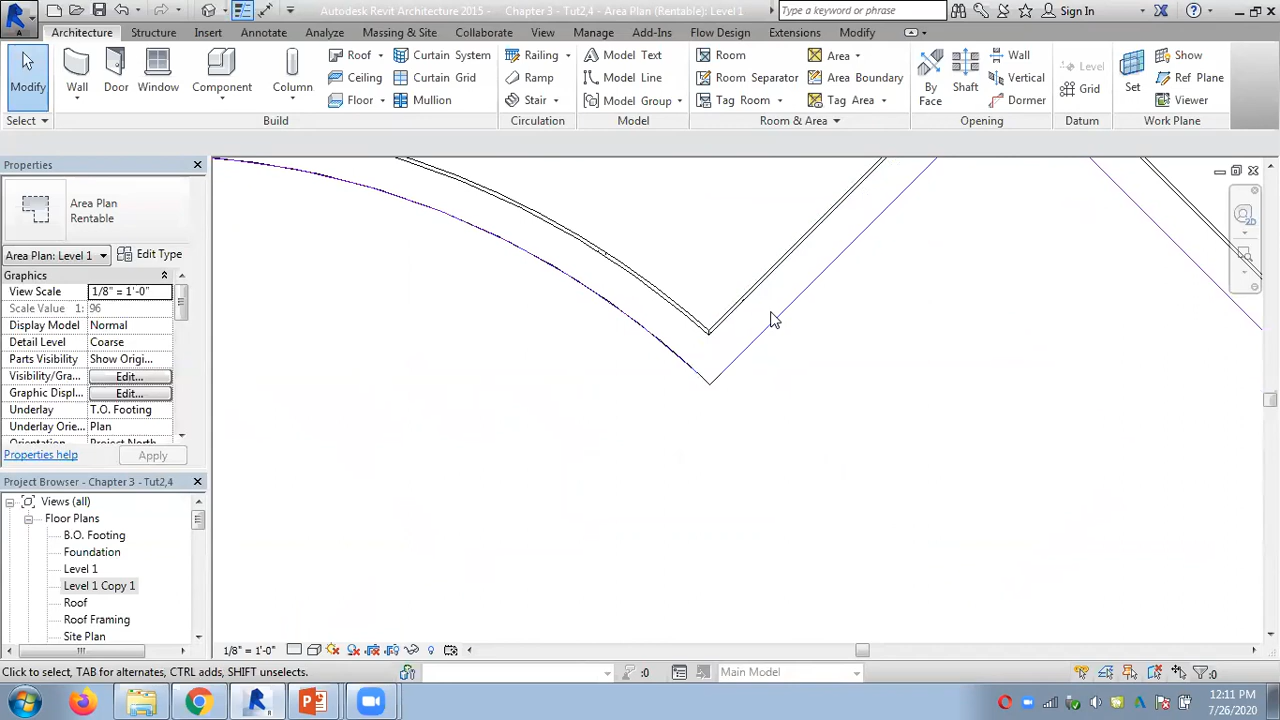 Autodesk Revit Architecture 2015 - Chapter 3 - Tut2,4 - Area Plan (Rentable): Level 1
Type a keyword or phrase
Sign In
Architecture Structure Insert Annotate Analyze Massing & Site Collaborate View Manage Add-Ins Flow Design Extensions Modify
Modify Wall Door Window Component Column
Roof Curtain System
Ceiling Curtain Grid
Floor Mullion
Railing
Ramp
Stair
Model Text
Model Line
Model Group
Room Area
Room Separator Area Boundary
Tag Room Tag Area
By Face Shaft
Wall
Vertical
Dormer
Level
Grid
Set
Show
Ref Plane
Viewer
Select Build Circulation Model Room & Area Opening Datum Work Plane
Properties
Area Plan
Rentable
Area Plan: Level 1 Edit Type
Graphics
View Scale 1/8" = 1'-0"
Scale Value 1: 96
Display Model Normal
Detail Level Coarse
Parts Visibility Show Origi...
Visibility/Gra... Edit...
Graphic Displ... Edit...
Underlay T.O. Footing
Underlay Orie... Plan
Orientation Project North
Properties help Apply
Project Browser - Chapter 3 - Tut2,4
Views (all)
Floor Plans
B.O. Footing
Foundation
Level 1
Level 1 Copy 1
Roof
Roof Framing
Site Plan
2D
1/8" = 1'-0"
Click to select, TAB for alternates, CTRL adds, SHIFT unselects.
:0
Main Model
:0
12:11 PM
7/26/2020